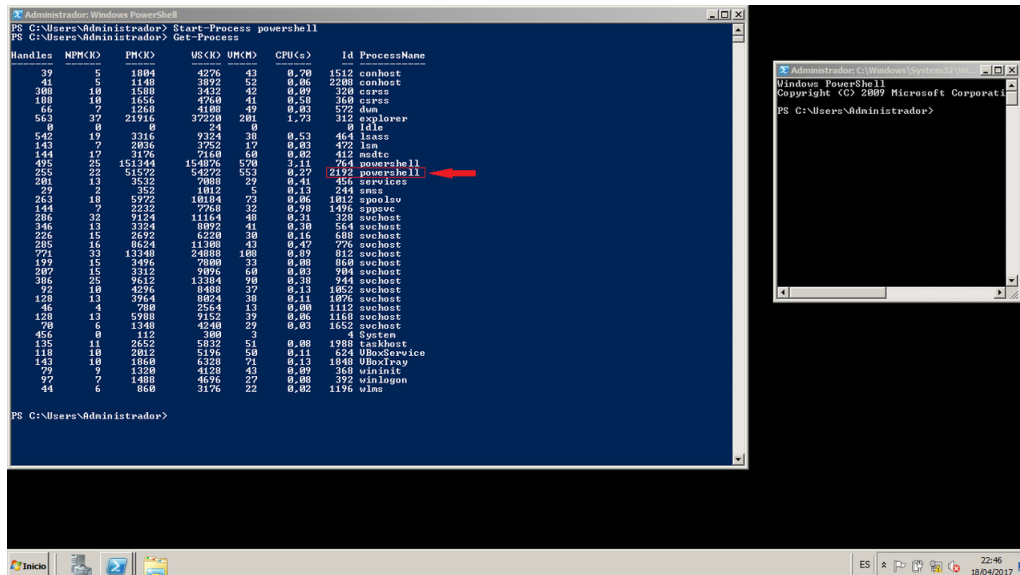 Administrador: Windows PowerShell
PS C:\Users\Administrador> Start-Process powershell
PS C:\Users\Administrador> Get-Process
Handles NPM(K) PM(K) WS(K) VM(M) CPU(s) Id ProcessName
39 5 1804 4276 43 0,70 1512 conhost
41 5 1148 3892 52 0,06 2208 conhost
308 10 1588 3432 42 0,09 320 csrss
188 10 1656 4760 41 0,58 360 csrss
66 7 1268 4108 49 0,03 572 dwm
563 37 21916 37220 201 1,73 312 explorer
0 0 0 24 0 0 Idle
542 19 3316 9324 38 0,53 464 lsass
143 7 2036 3752 17 0,03 472 lsm
144 17 3176 7160 60 0,02 412 msdtc
495 25 151344 154876 570 3,11 764 powershell
255 22 51572 54272 553 0,27 2192 powershell
201 13 3532 7088 29 0,41 456 services
29 2 352 1012 5 0,13 244 smss
263 18 5972 10184 73 0,06 1012 spoolsv
144 7 2232 7768 32 0,98 1496 sppsvc
286 32 9124 11164 48 0,31 328 svchost
346 13 3324 8092 41 0,30 564 svchost
226 15 2692 6220 30 0,16 688 svchost
285 16 8624 11308 43 0,47 776 svchost
771 33 13348 24888 108 0,89 812 svchost
199 15 3496 7800 33 0,08 860 svchost
207 15 3312 9096 60 0,03 904 svchost
386 25 9612 13384 90 0,38 944 svchost
92 10 4296 8488 37 0,13 1052 svchost
128 13 3964 8024 38 0,11 1076 svchost
46 4 780 2564 13 0,00 1112 svchost
128 13 5988 9152 39 0,06 1168 svchost
70 6 1348 4240 29 0,03 1652 svchost
456 0 112 300 3 4 System
135 11 2652 5832 51 0,08 1988 taskhost
118 10 2012 5196 50 0,11 624 VBoxService
143 10 1860 6328 71 0,13 1848 VBoxTray
79 9 1320 4128 43 0,09 368 wininit
97 7 1488 4696 27 0,08 392 winlogon
44 6 860 3176 22 0,02 1196 wlms
PS C:\Users\Administrador>
Administrador: C:\Windows\System32\Wi...
Windows PowerShell
Copyright (C) 2009 Microsoft Corporati
PS C:\Users\Administrador>
Inicio
ES
22:46
18/04/2017